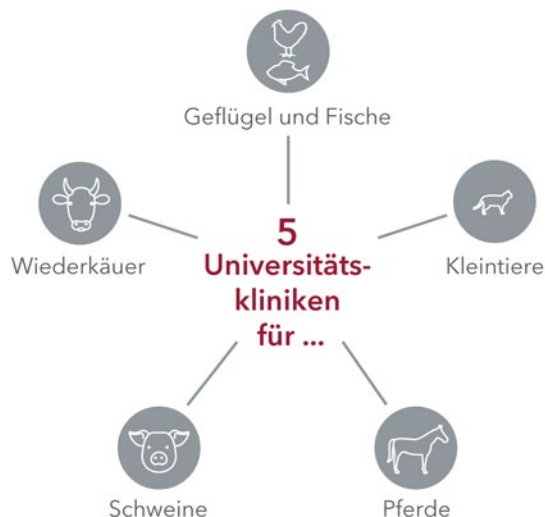 Geflügel und Fische
Wiederkäuer
Kleintiere
5
Universitäts-
kliniken
für ...
Schweine
Pferde